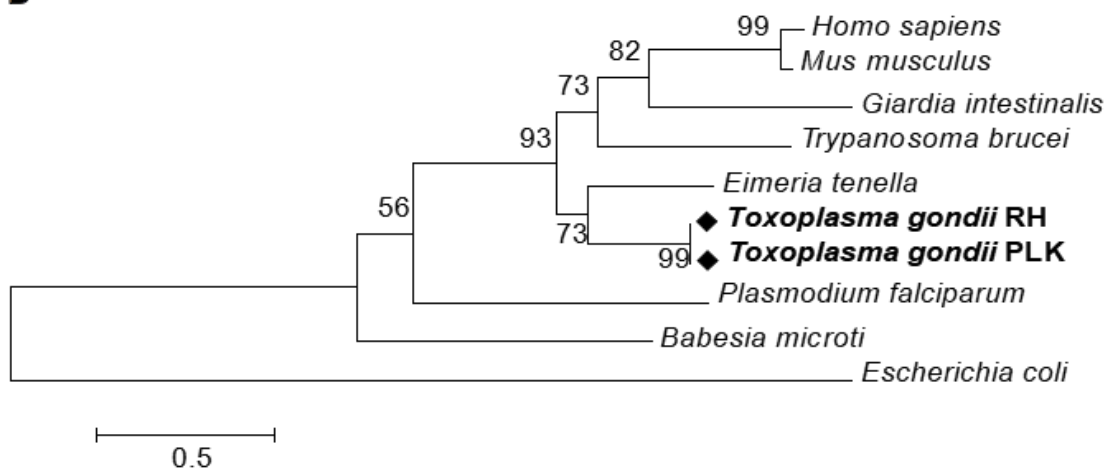 99 Homo sapiens
82
Mus musculus
73
Giardia intestinalis
93
Trypanosoma brucei
Eimeria tenella
56
Toxoplasma gondii RH
73
Toxoplasma gondii PLK
99
Plasmodium falciparum
Babesia microti
Escherichia coli
0.5